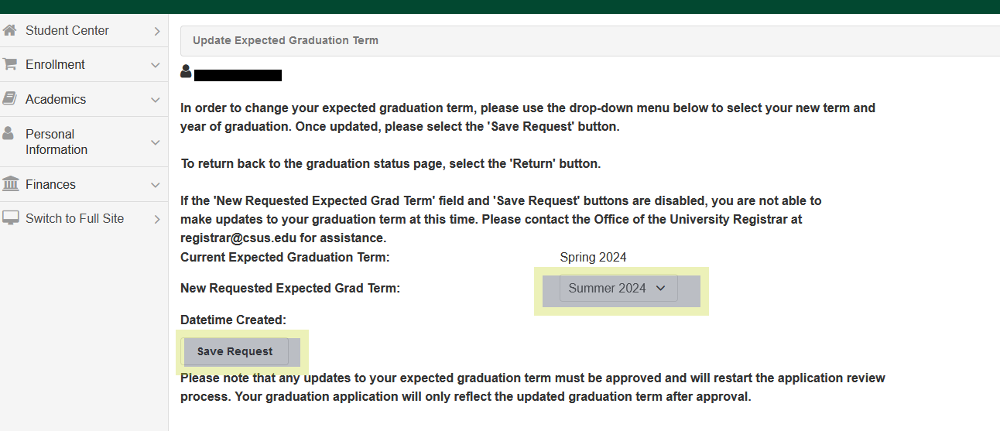 Student Center
Enrollment
Academics
Personal
Information
Finances
Switch to Full Site
Update Expected Graduation Term
In order to change your expected graduation term, please use the drop-down menu below to select your new term and
year of graduation. Once updated, please select the 'Save Request' button.
To return back to the graduation status page, select the 'Return' button.
If the 'New Requested Expected Grad Term' field and 'Save Request' buttons are disabled, you are not able to
make updates to your graduation term at this time. Please contact the Office of the University Registrar at
registrar@csus.edu for assistance.
Current Expected Graduation Term: Spring 2024
New Requested Expected Grad Term: Summer 2024
Datetime Created:
Save Request
Please note that any updates to your expected graduation term must be approved and will restart the application review
process. Your graduation application will only reflect the updated graduation term after approval.